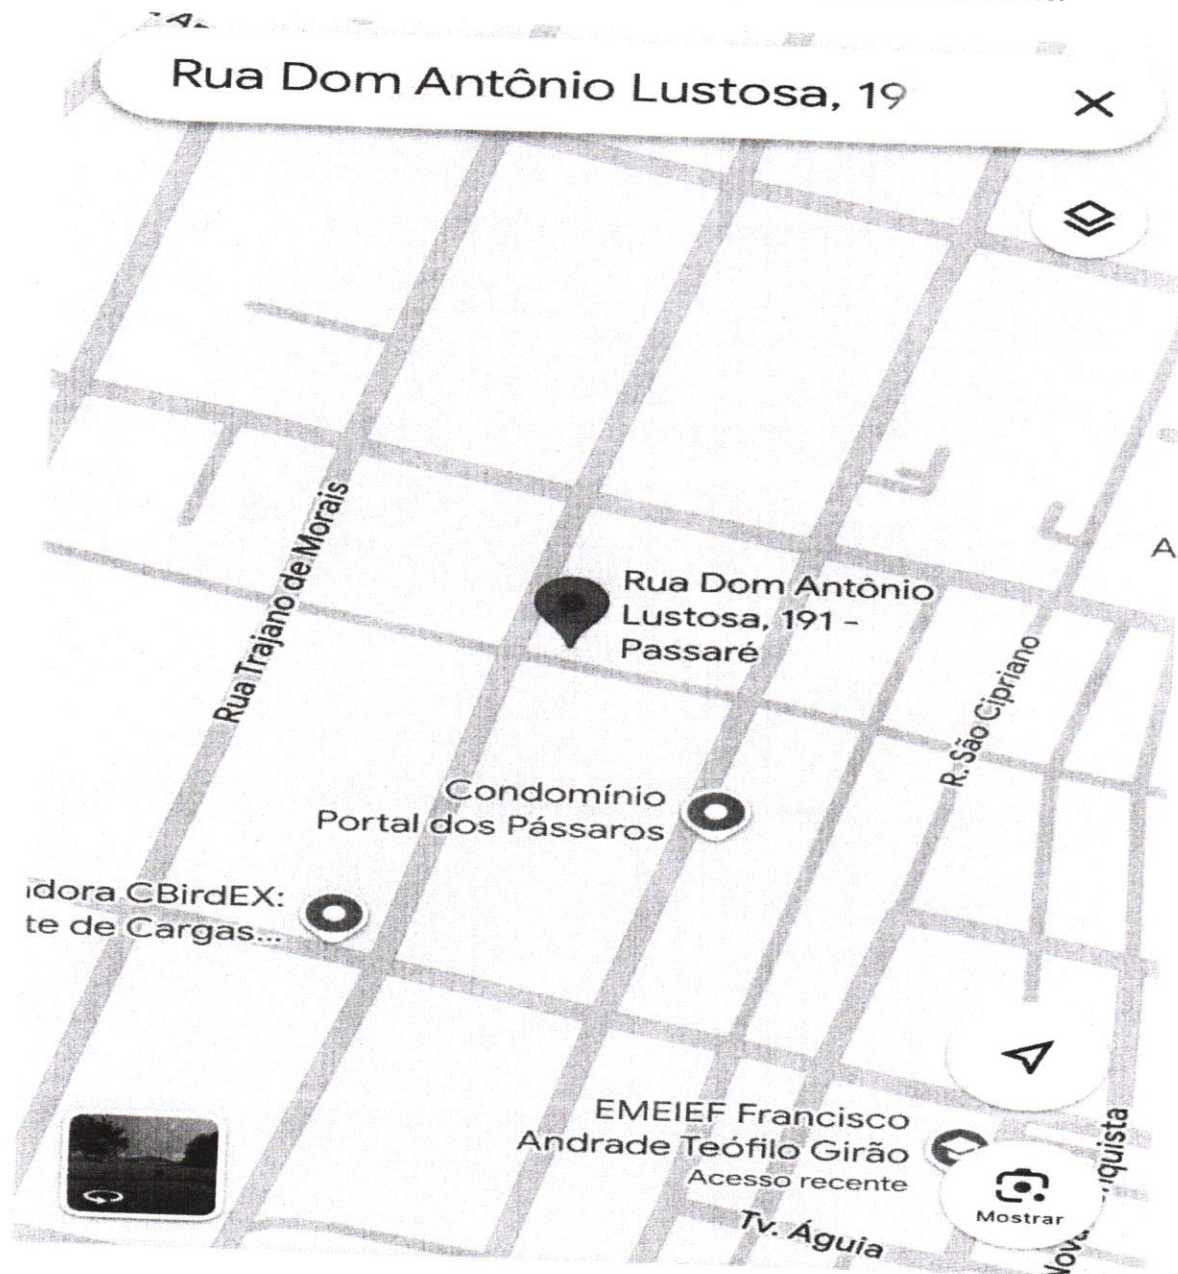 Rua Dom Antônio Lustosa, 19
Rua Trajano de Morais
Rua Dom Antônio
Lustosa, 191 -
Passaré
A
R. São Cipriano
Condomínio
Portal dos Pássaros
dora CBirdEX:
te de Cargas...
EMEIEF Francisco
Andrade Teófilo Girão
Acesso recente
Mostrar
Tv. Águia